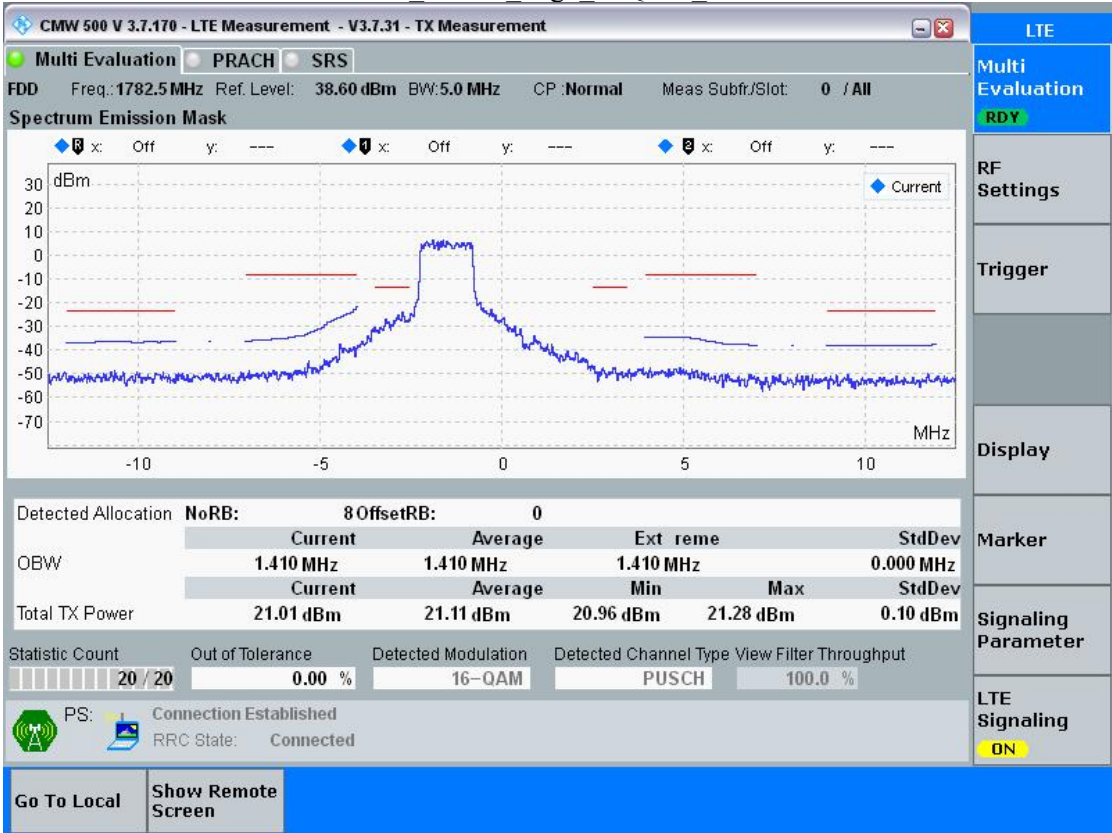 CMW 500 V 3.7.170 - LTE Measurement - V3.7.31 - TX Measurement
LTE
Multi Evaluation PRACH SRS
FDD Freq.: 1782.5 MHz Ref. Level: 38.60 dBm BW: 5.0 MHz CP : Normal Meas Subfr./Slot: 0 / All
Spectrum Emission Mask
R x: Off y: --- 1 x: Off y: --- 2 x: Off y: ---
dBm
Current
30
20
10
0
-10
-20
-30
-40
-50
-60
-70
MHz
-10 -5 0 5 10
Detected Allocation NoRB: 8 OffsetRB: 0
Current Average Ext reme StdDev
OBW 1.410 MHz 1.410 MHz 1.410 MHz 0.000 MHz
Current Average Min Max StdDev
Total TX Power 21.01 dBm 21.11 dBm 20.96 dBm 21.28 dBm 0.10 dBm
Statistic Count Out of Tolerance Detected Modulation Detected Channel Type View Filter Throughput
20 / 20 0.00 % 16-QAM PUSCH 100.0 %
PS: Connection Established
RRC State: Connected
Multi
Evaluation
RDY
RF
Settings
Trigger
Display
Marker
Signaling
Parameter
LTE
Signaling
ON
Go To Local
Show Remote
Screen